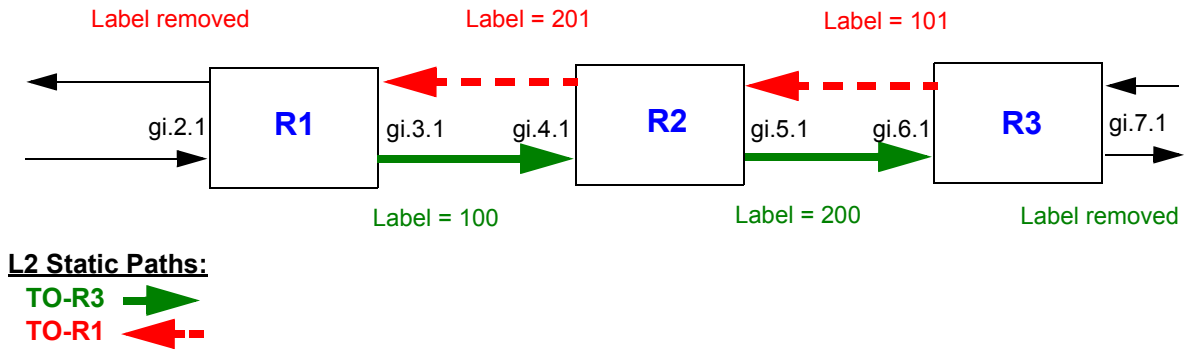 Label removed
Label = 201
Label = 101
gi.2.1
R1
gi.3.1
gi.4.1
R2
gi.5.1
gi.6.1
R3
gi.7.1
Label = 100
Label = 200
Label removed
L2 Static Paths:
TO-R3
TO-R1